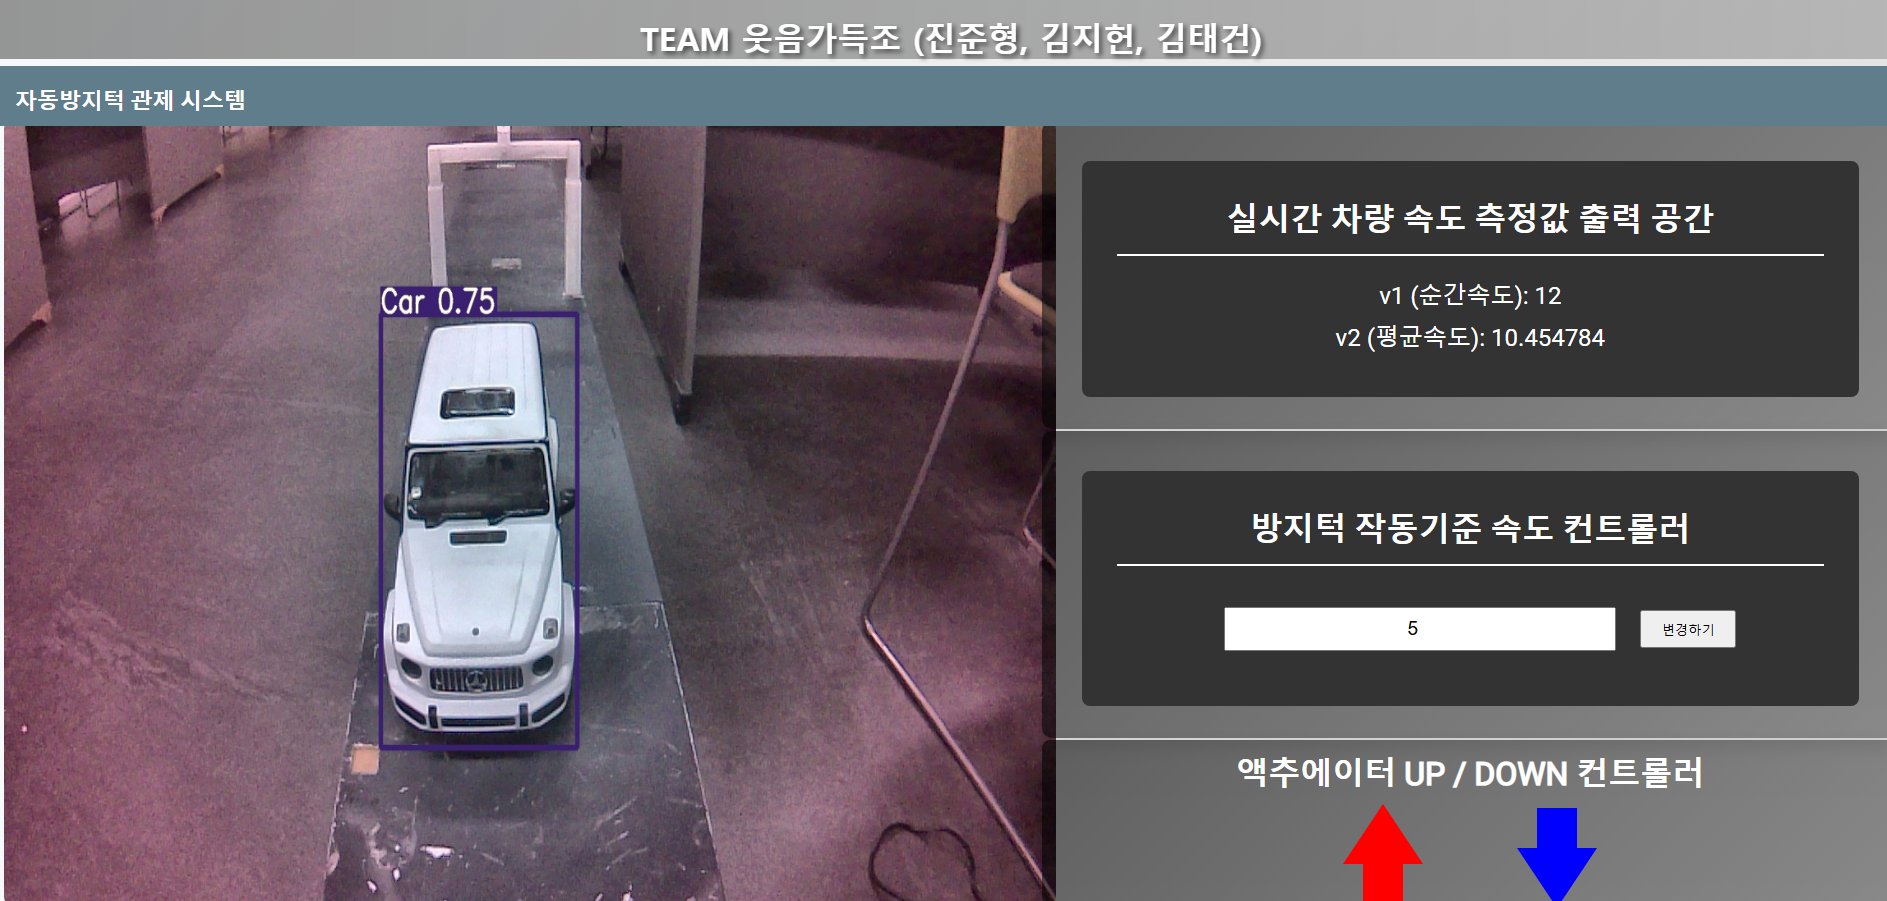 TEAM 웃음가득조 (진준형, 김지헌, 김태건)
자동방지턱 관제 시스템
Car 0.75
실시간 차량 속도 측정값 출력 공간
v1 (순간속도): 12
v2 (평균속도): 10.454784
방지턱 작동기준 속도 컨트롤러
5
변경하기
액추에이터 UP / DOWN 컨트롤러